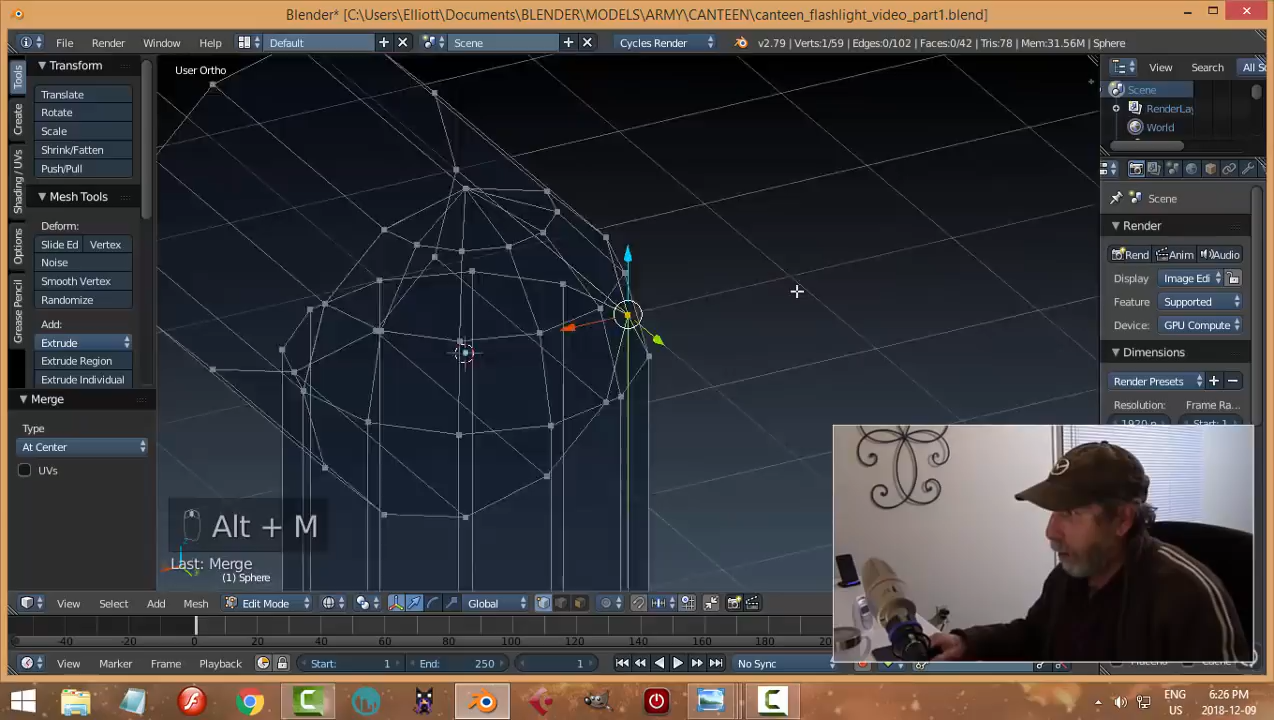 Blender* [C:\Users\Elliott\Documents\BLENDER\MODELS\ARMY\CANTEEN\canteen_flashlight_video_part1.blend]
File Render Window Help Default Scene Cycles Render v2.79 | Verts:1/59 | Edges:0/102 | Faces:0/42 | Tris:78 | Mem:31.56M | Sphere
View Search All Sc
Tools
Create
Shading / UVs
Options
Grease Pencil
Transform
Translate
Rotate
Scale
Shrink/Fatten
Push/Pull
Mesh Tools
Deform:
Slide Ed Vertex
Noise
Smooth Vertex
Randomize
Add:
Extrude
Extrude Region
Extrude Individual
Merge
Type
At Center
UVs
User Ortho
Alt + M
Last: Merge
(1) Sphere
Scene
RenderLay
World
Scene
Render
Rend Anim Audio
Display Image Edi
Feature Supported
Device: GPU Compute
Dimensions
Render Presets
Resolution: Frame Ra...
View Select Add Mesh Edit Mode Global
-40 -20 0 20 40 60 80 100 120 140 160 180
View Marker Frame Playback Start: 1 End: 250 1 No Sync
ENG 6:26 PM
US 2018-12-09